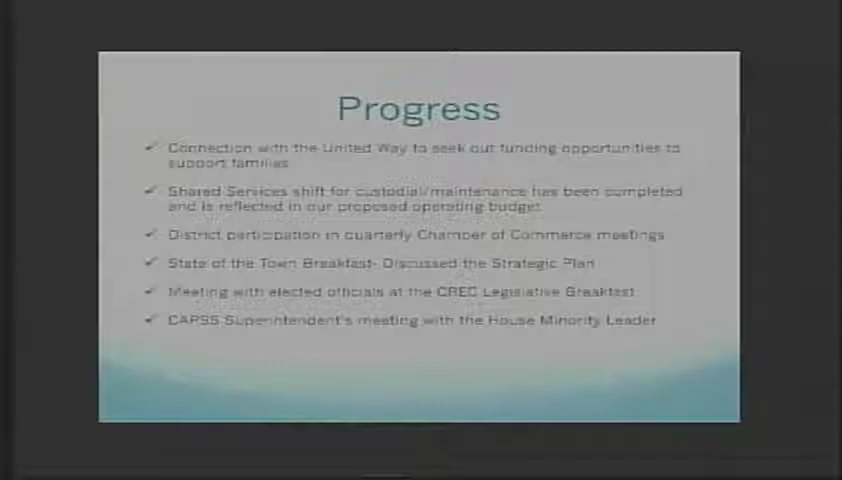 Progress
✓ Connection with the United Way to seek out funding opportunities to
support families
✓ Shared Services shift for custodial/maintenance has been completed
and is reflected in our proposed operating budget
✓ District participation in quarterly Chamber of Commerce meetings
✓ State of the Town Breakfast- Discussed the Strategic Plan
✓ Meeting with elected officials at the CREC Legislative Breakfast
✓ CAPSS Superintendent's meeting with the House Minority Leader